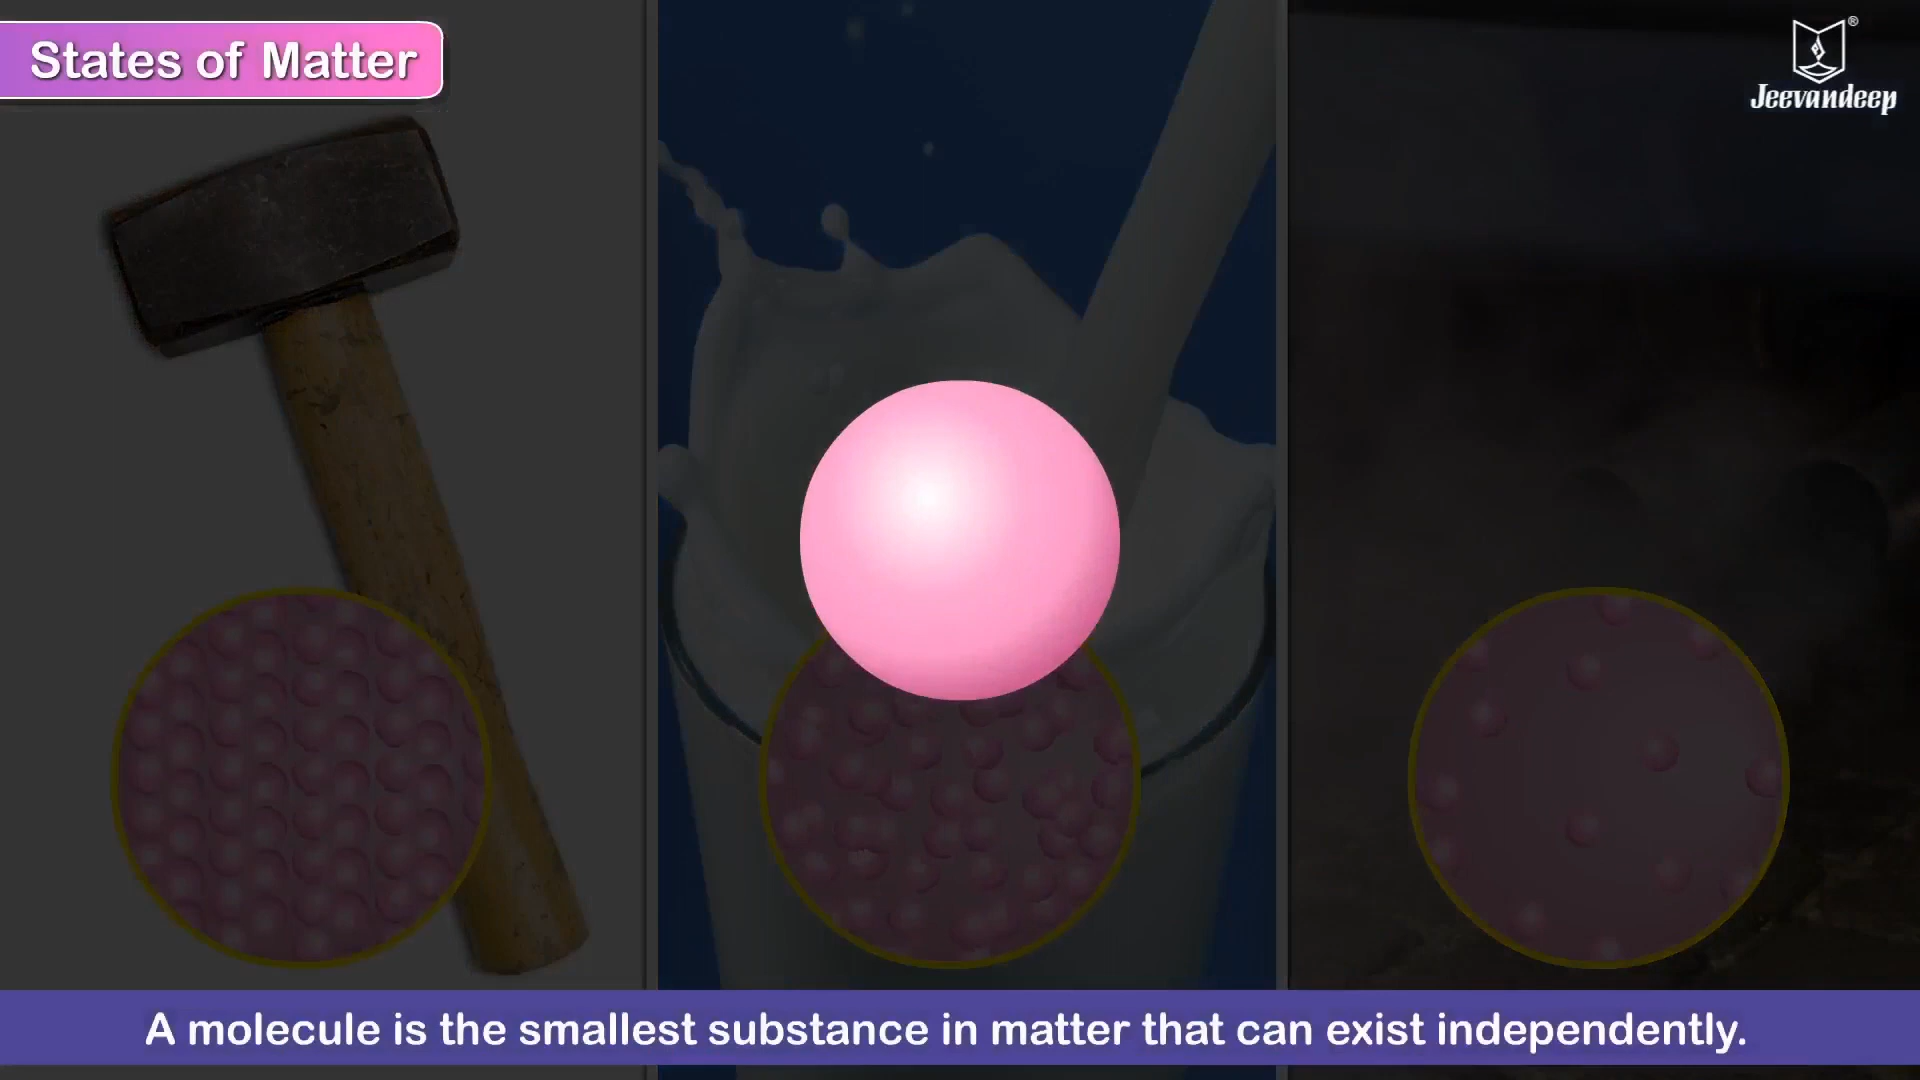 States of Matter
Jeevandeep
A molecule is the smallest substance in matter that can exist independently.